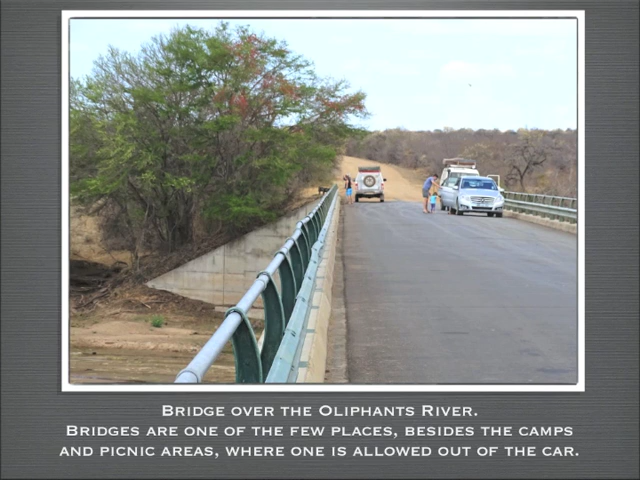 Bridge over the Oliphants River.
Bridges are one of the few places, besides the camps
and picnic areas, where one is allowed out of the car.